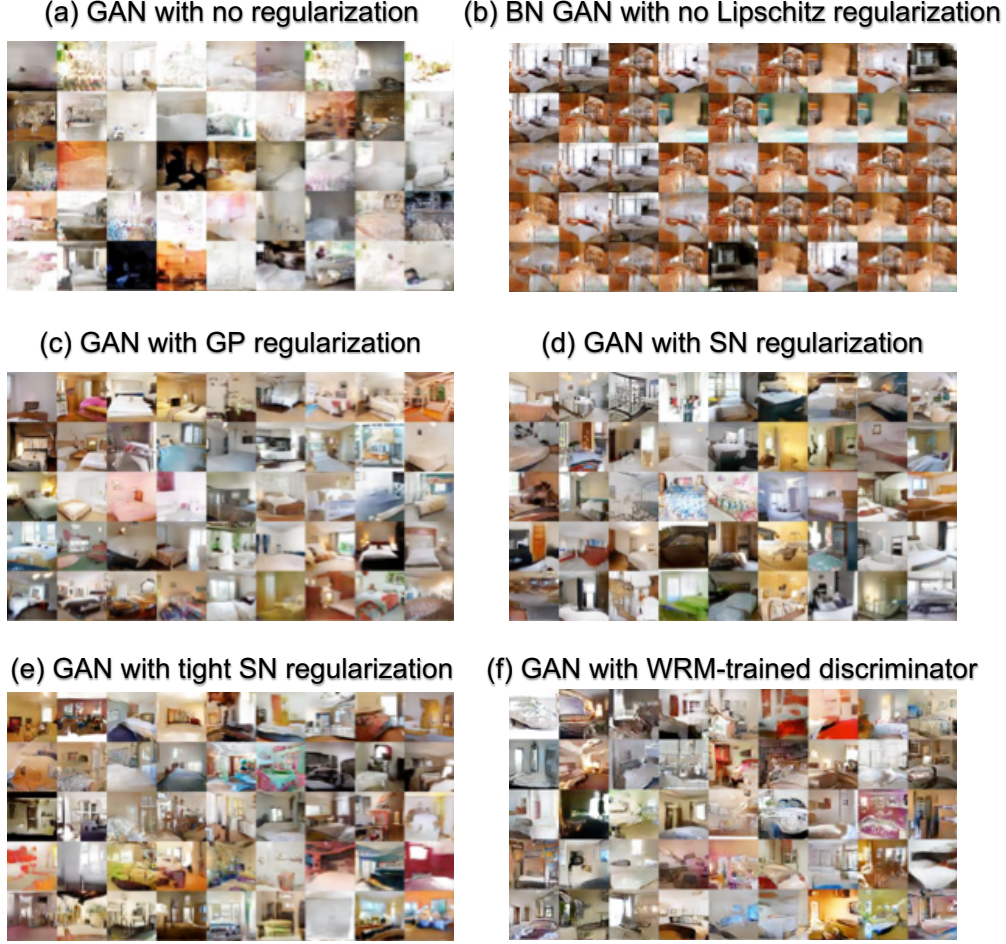 (a) GAN with no regularization
(b) BN GAN with no Lipschitz regularization
(c) GAN with GP regularization
(d) GAN with SN regularization
(e) GAN with tight SN regularization
(f) GAN with WRM-trained discriminator